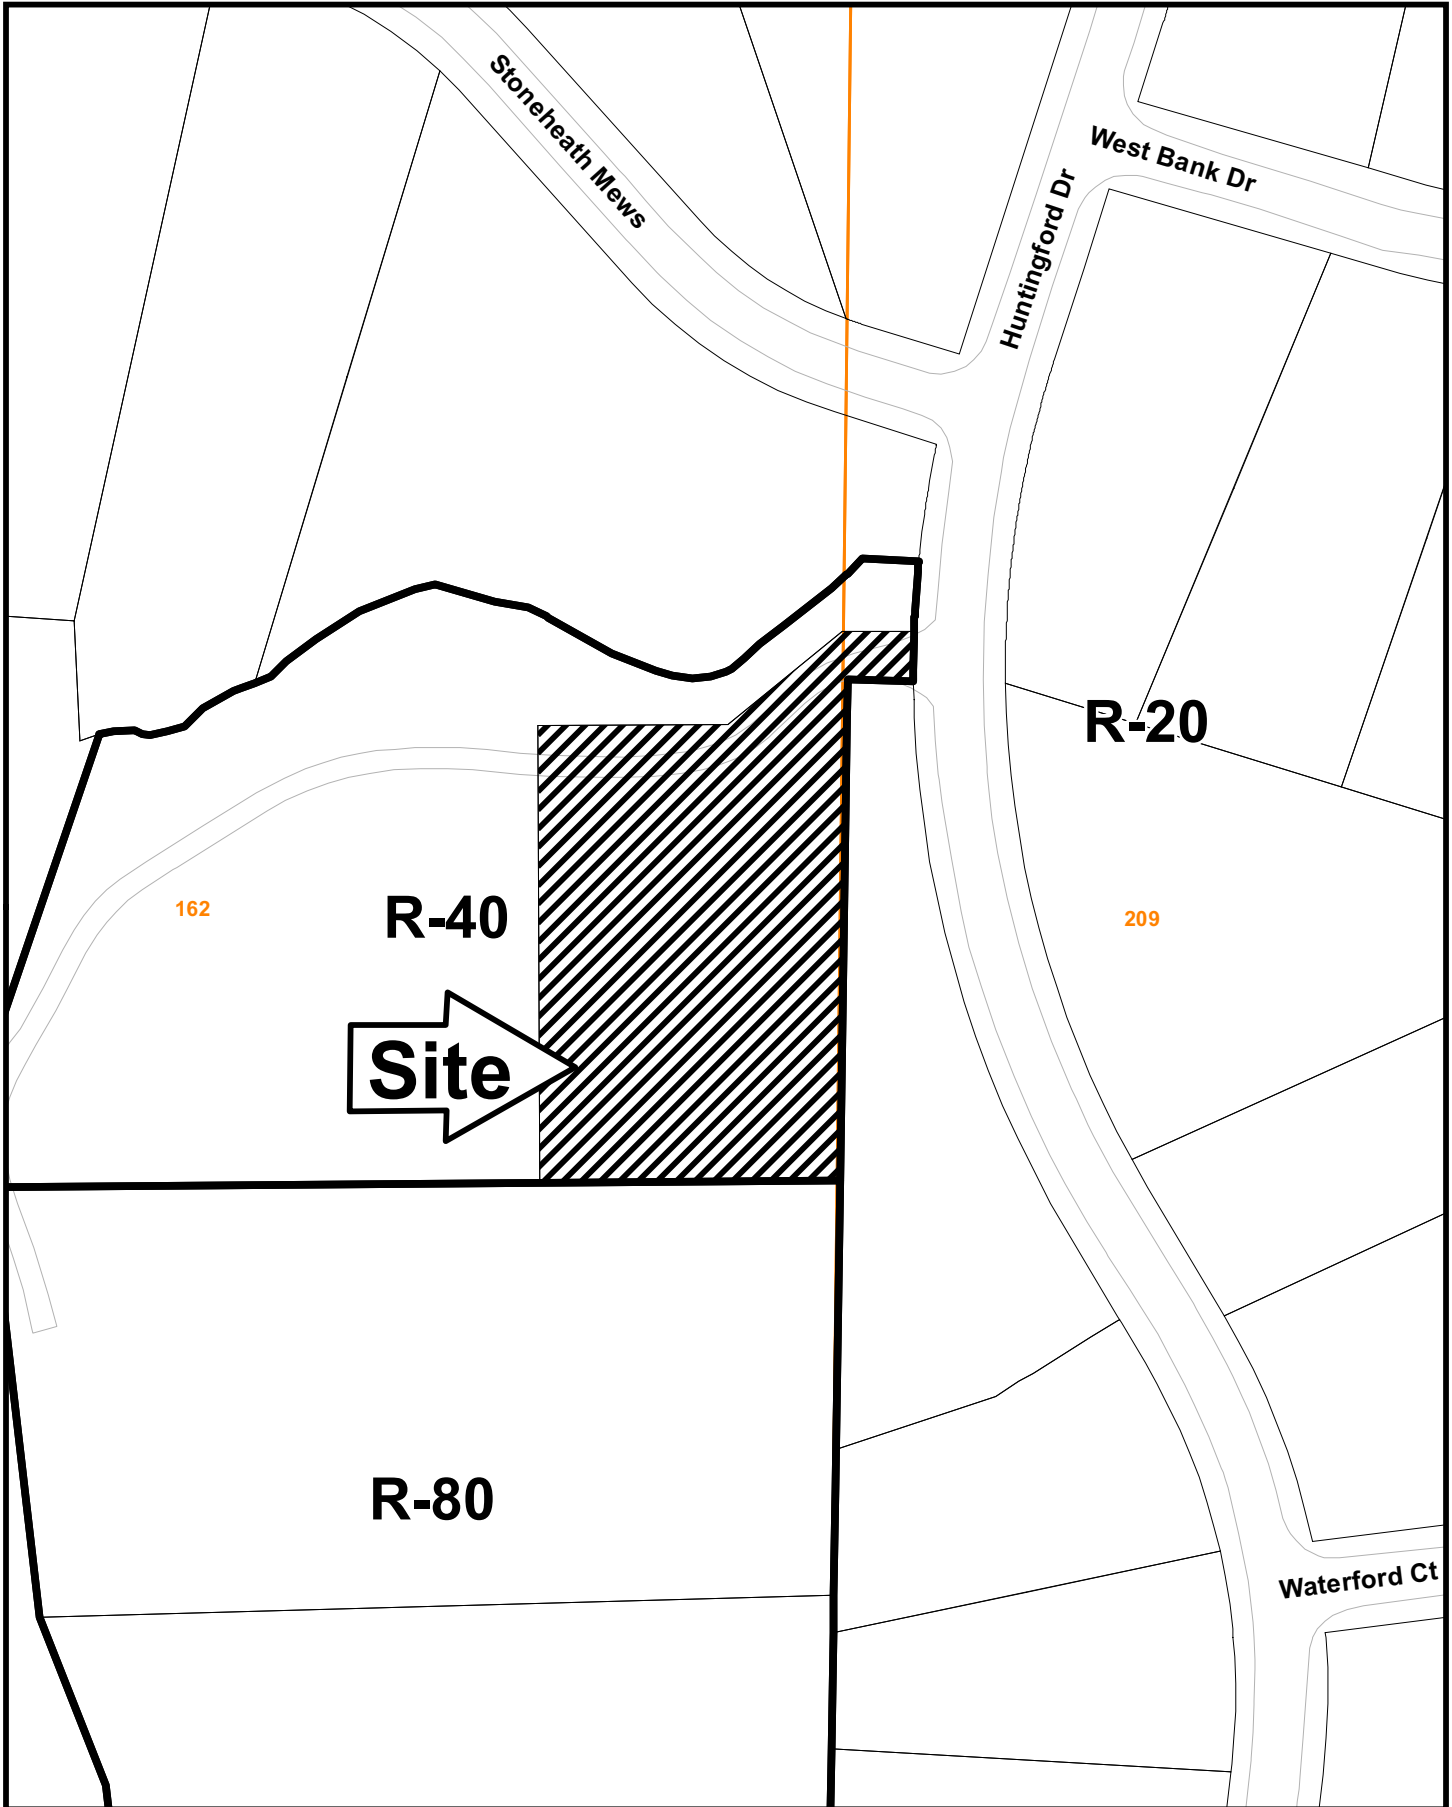 Stoneheath Mews
West Bank Dr
Huntingford Dr
R-20
162
R-40
209
Site
R-80
Waterford Ct